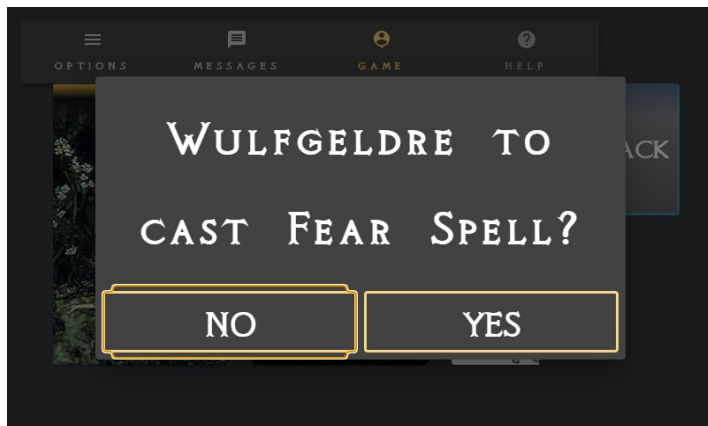 OPTIONS MESSAGES GAME HELP
WULFGELDRE TO
CAST FEAR SPELL?
ACK
NO YES